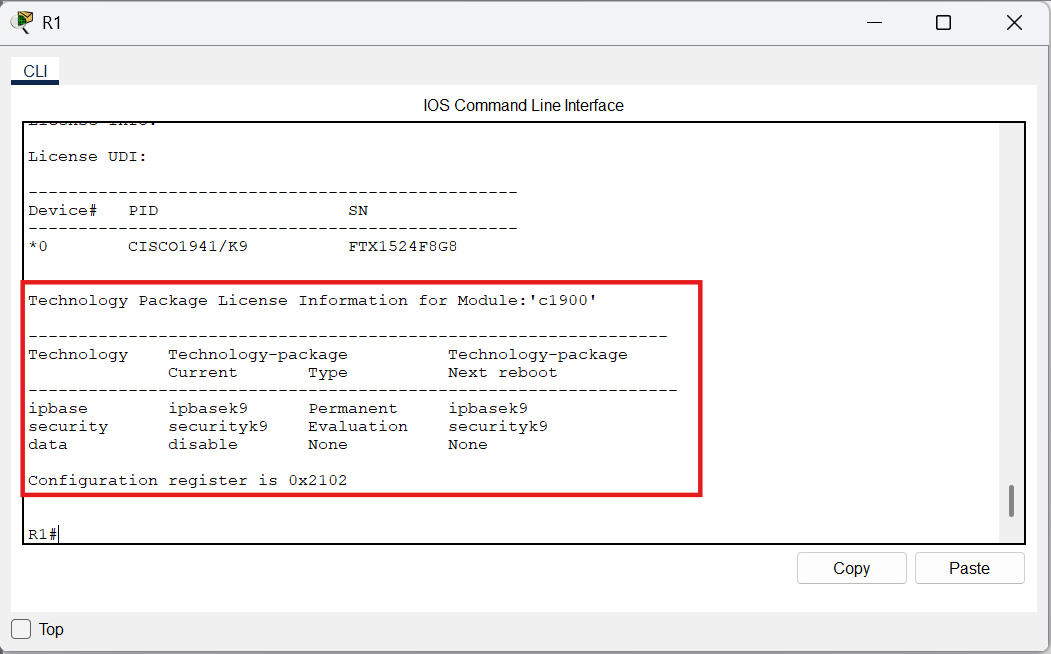 R1
CLI
IOS Command Line Interface
License Info:
License UDI:
-------------------------------------------------
Device# PID SN
-------------------------------------------------
*0 CISCO1941/K9 FTX1524F8G8
Technology Package License Information for Module:'c1900'
----------------------------------------------------------------
Technology Technology-package Technology-package
Current Type Next reboot
-----------------------------------------------------------------
ipbase ipbasek9 Permanent ipbasek9
security securityk9 Evaluation securityk9
data disable None None
Configuration register is 0x2102
R1#
Copy Paste
Top